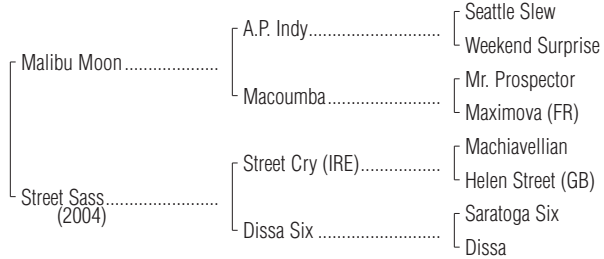 Seattle Slew
A.P. Indy..................................
Weekend Surprise
Malibu Moon.......................
Mr. Prospector
Macoumba.............................
Maximova (FR)
Machiavellian
Street Cry (IRE)....................
Helen Street (GB)
Street Sass............................
(2004)
Saratoga Six
Dissa Six ...............................
Dissa